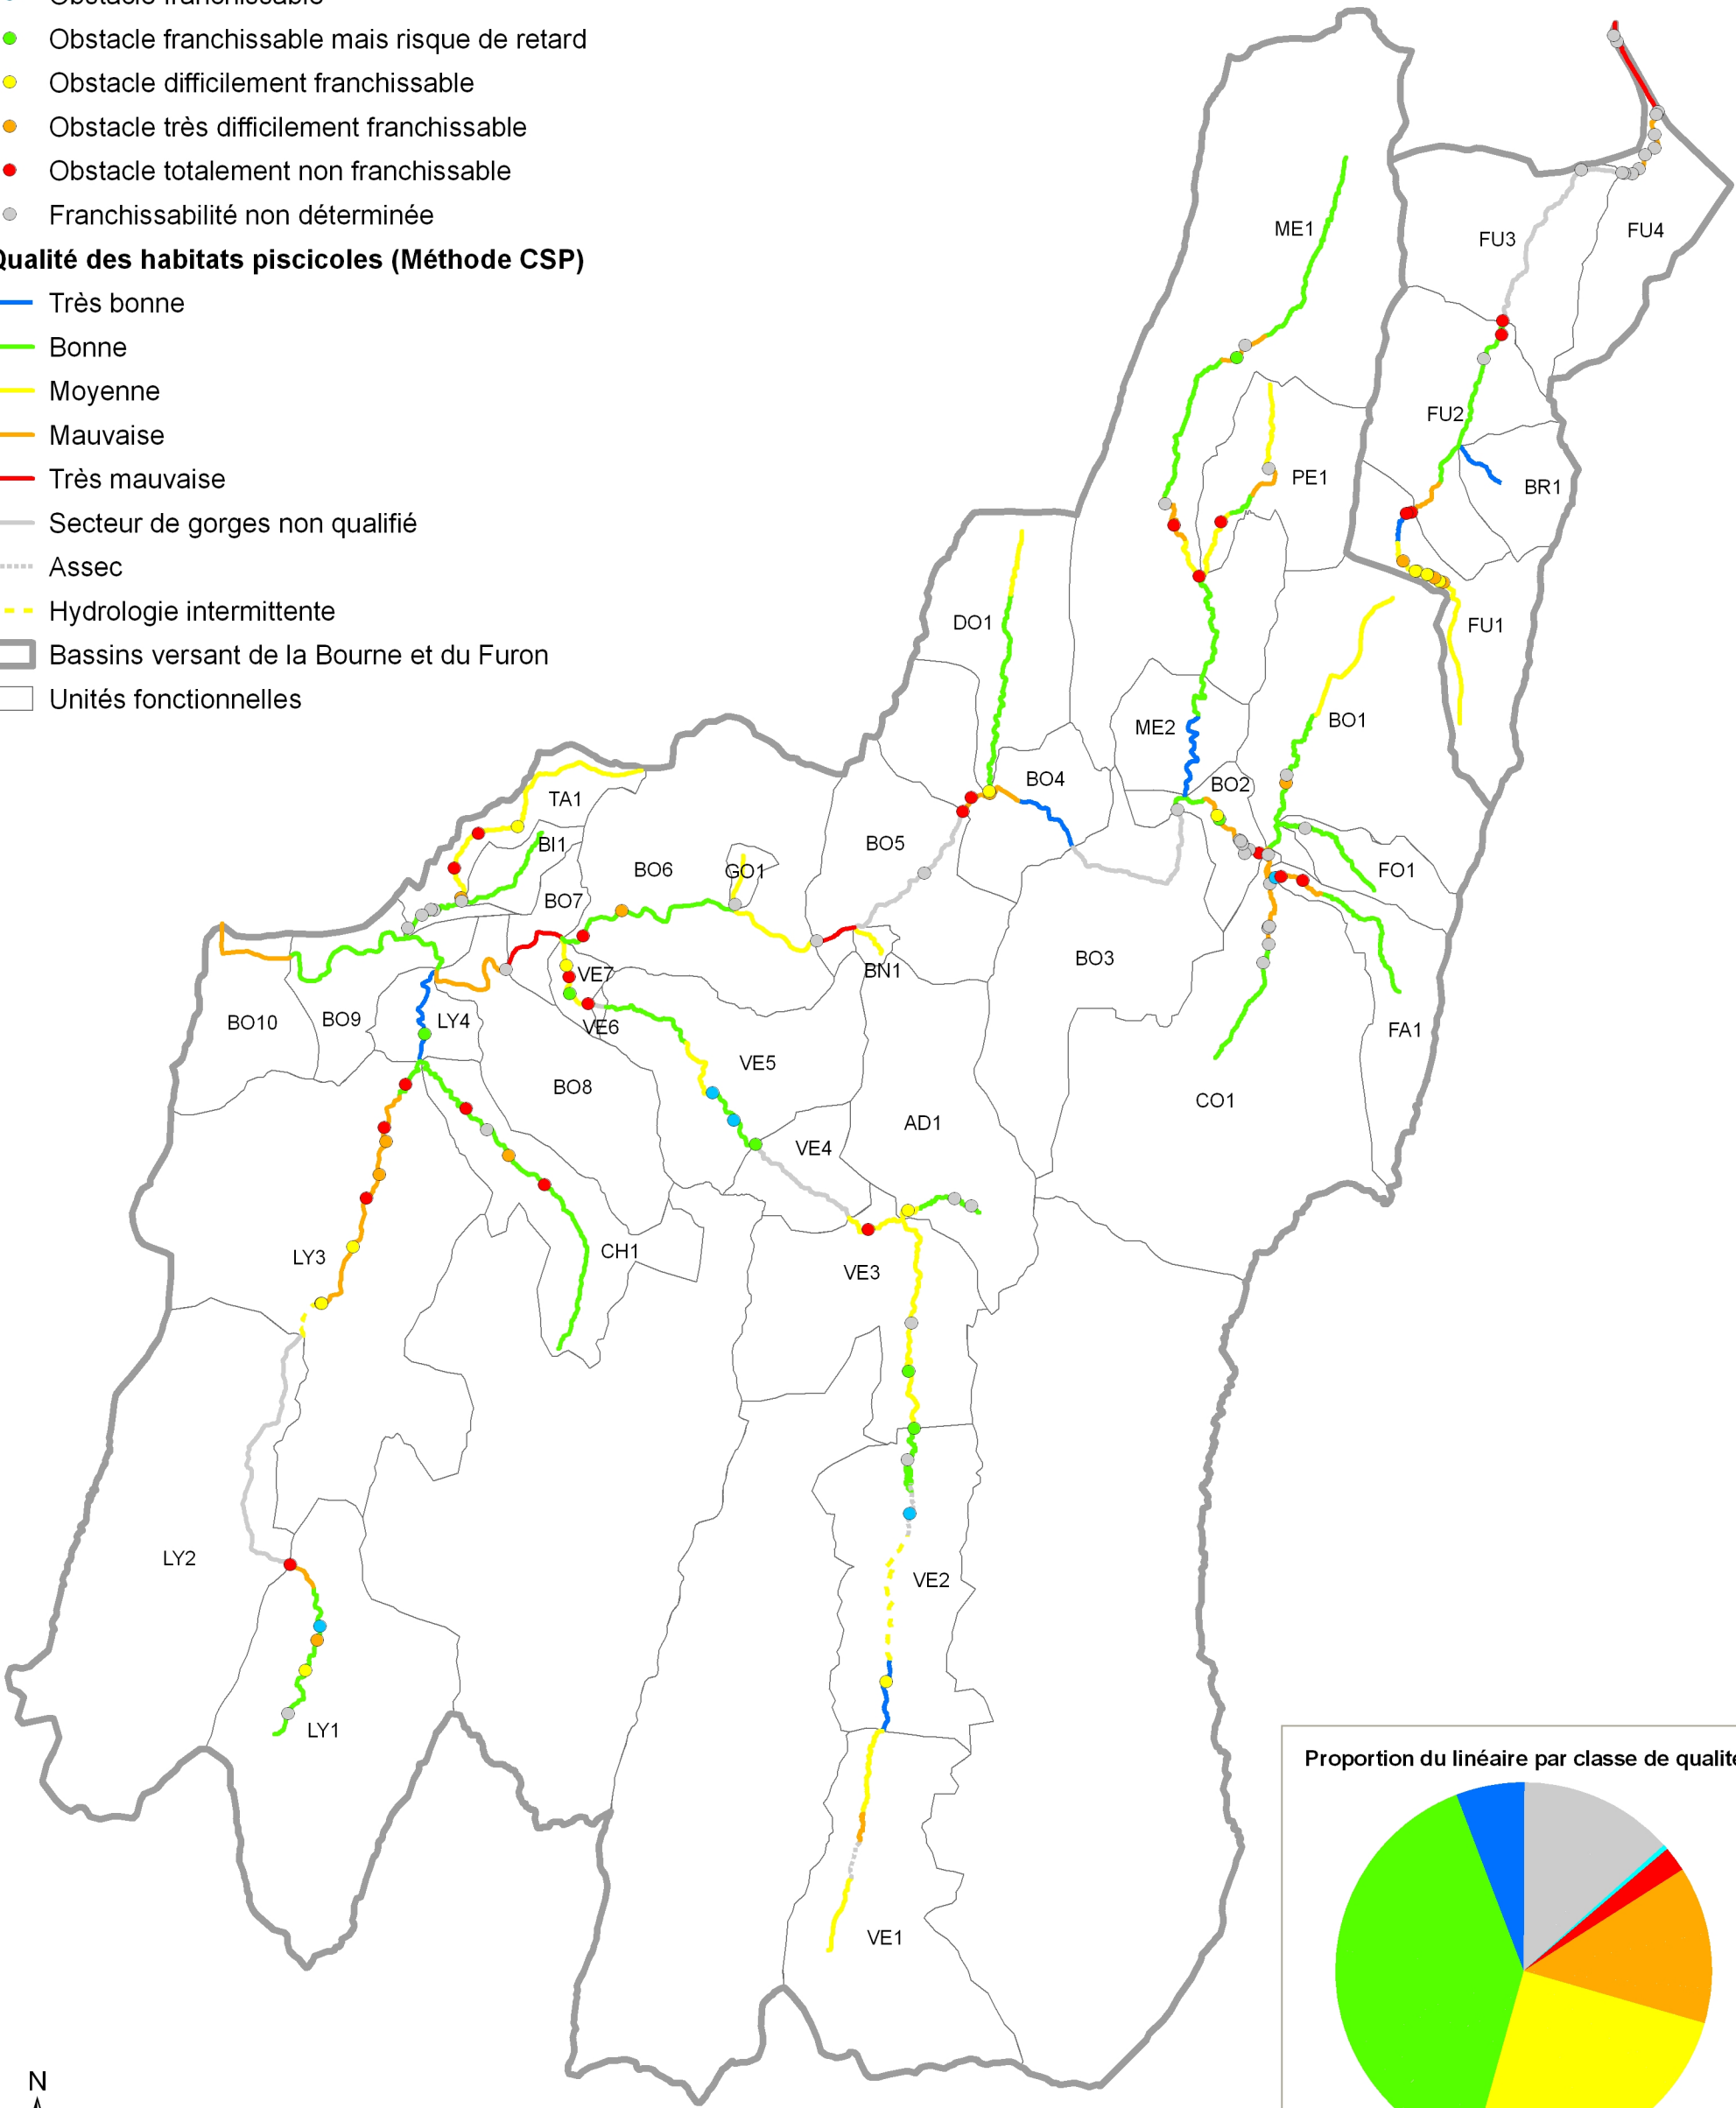 Obstacle franchissable
Obstacle franchissable mais risque de retard
Obstacle difficilement franchissable
Obstacle très difficilement franchissable
Obstacle totalement non franchissable
Franchissabilité non déterminée
Qualité des habitats piscicoles (Méthode CSP)
Très bonne
Bonne
Moyenne
Mauvaise
Très mauvaise
Secteur de gorges non qualifié
Assec
Hydrologie intermittente
Bassins versant de la Bourne et du Furon
Unités fonctionnelles
ME1
FU3
FU4
FU2
PE1
BR1
DO1
FU1
ME2
BO1
BO4
BO2
TA1
BI1
BO5
BO6
GO1
FO1
BO7
BO3
BN1
VE7
BO10
BO9
LY4
VE6
FA1
VE5
BO8
CO1
AD1
VE4
CH1
LY3
VE3
LY2
VE2
LY1
Proportion du linéaire par classe de qualité
VE1
N